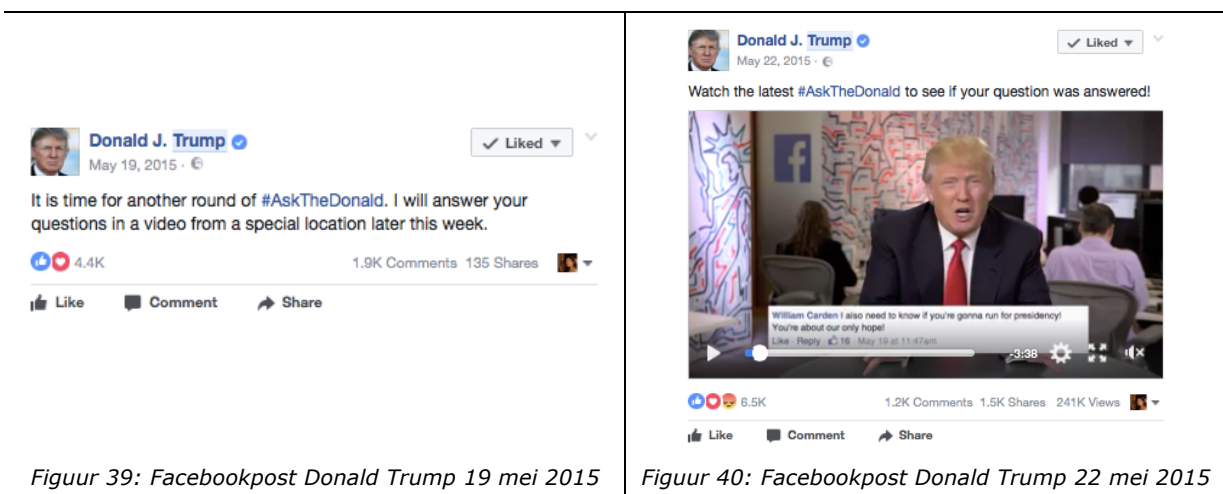 Donald J. Trump
May 19, 2015 ·
Liked
It is time for another round of #AskTheDonald. I will answer your
questions in a video from a special location later this week.
4.4K
1.9K Comments 135 Shares
Like Comment Share
Figuur 39: Facebookpost Donald Trump 19 mei 2015
Donald J. Trump
May 22, 2015 ·
Liked
Watch the latest #AskTheDonald to see if your question was answered!
f
William Carden I also need to know if you're gonna run for presidency!
You're about our only hope!
Like · Reply · 16 · May 19 at 11:47am
-3:38
6.5K
1.2K Comments 1.5K Shares 241K Views
Like Comment Share
Figuur 40: Facebookpost Donald Trump 22 mei 2015